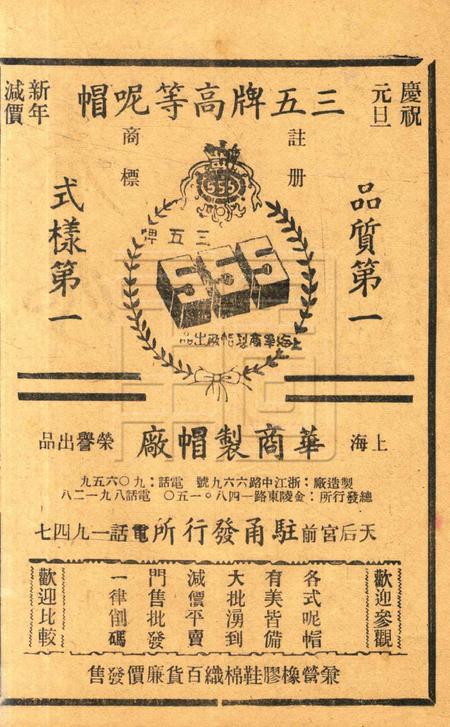 慶祝元旦
三五牌高等呢帽
新年減價
註册商標
品質第一
式樣第一
555
三五牌
555
上海華商製帽廠出品
上海華商製帽廠榮譽出品
製造廠：浙江中路六六九號 電話：九〇六五九
總發行所：金陵東路一四八〇一五〇 電話八九一二八
天后宮前駐甬發行所電話一九四七
歡迎參觀
各式呢帽
有美皆備
大批湧到
減價平賣
門售批發
一律倒碼
歡迎比較
兼營橡膠鞋棉織百貨廉價發售